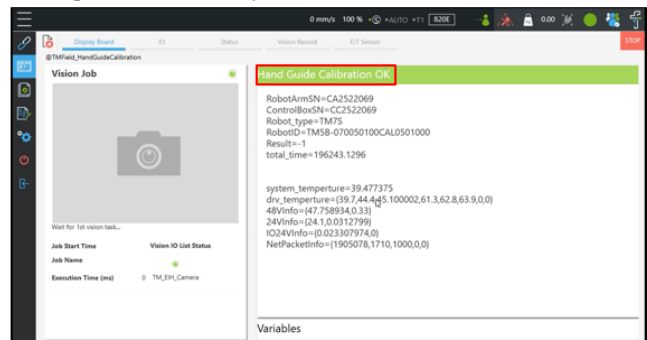 0 mm/s 100% AUTO T1 820E 0.00
Display Board IO Status Vision Record F/T Sensor STOP
@TMField_HandGuideCalibration
Vision Job
Wait for 1st vision task...
Job Start Time Vision IO List Status
Job Name
Execution Time (ms) 0 TM_EIH_Camera
Hand Guide Calibration OK
RobotArmSN=CA2522069
ControlBoxSN=CC2522069
Robot_type=TM7S
RobotID=TM5B-070050100CAL0501000
Result=-1
total_time=196243.1296
system_temperture=39.477375
drv_temperture={39.7,44.4,45.100002,61.3,62.8,63.9,0,0}
48VInfo={47.758934,0.33}
24VInfo={24.1,0.0312799}
IO24VInfo={0.023307974,0}
NetPacketInfo={1905078,1710,1000,0,0}
Variables